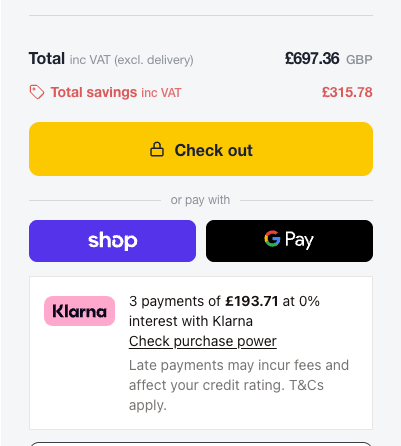 Total inc VAT (excl. delivery) £697.36 GBP
Total savings inc VAT £315.78
Check out
or pay with
shop
G Pay
Klarna
3 payments of £193.71 at 0%
interest with Klarna
Check purchase power
Late payments may incur fees and
affect your credit rating. T&Cs
apply.